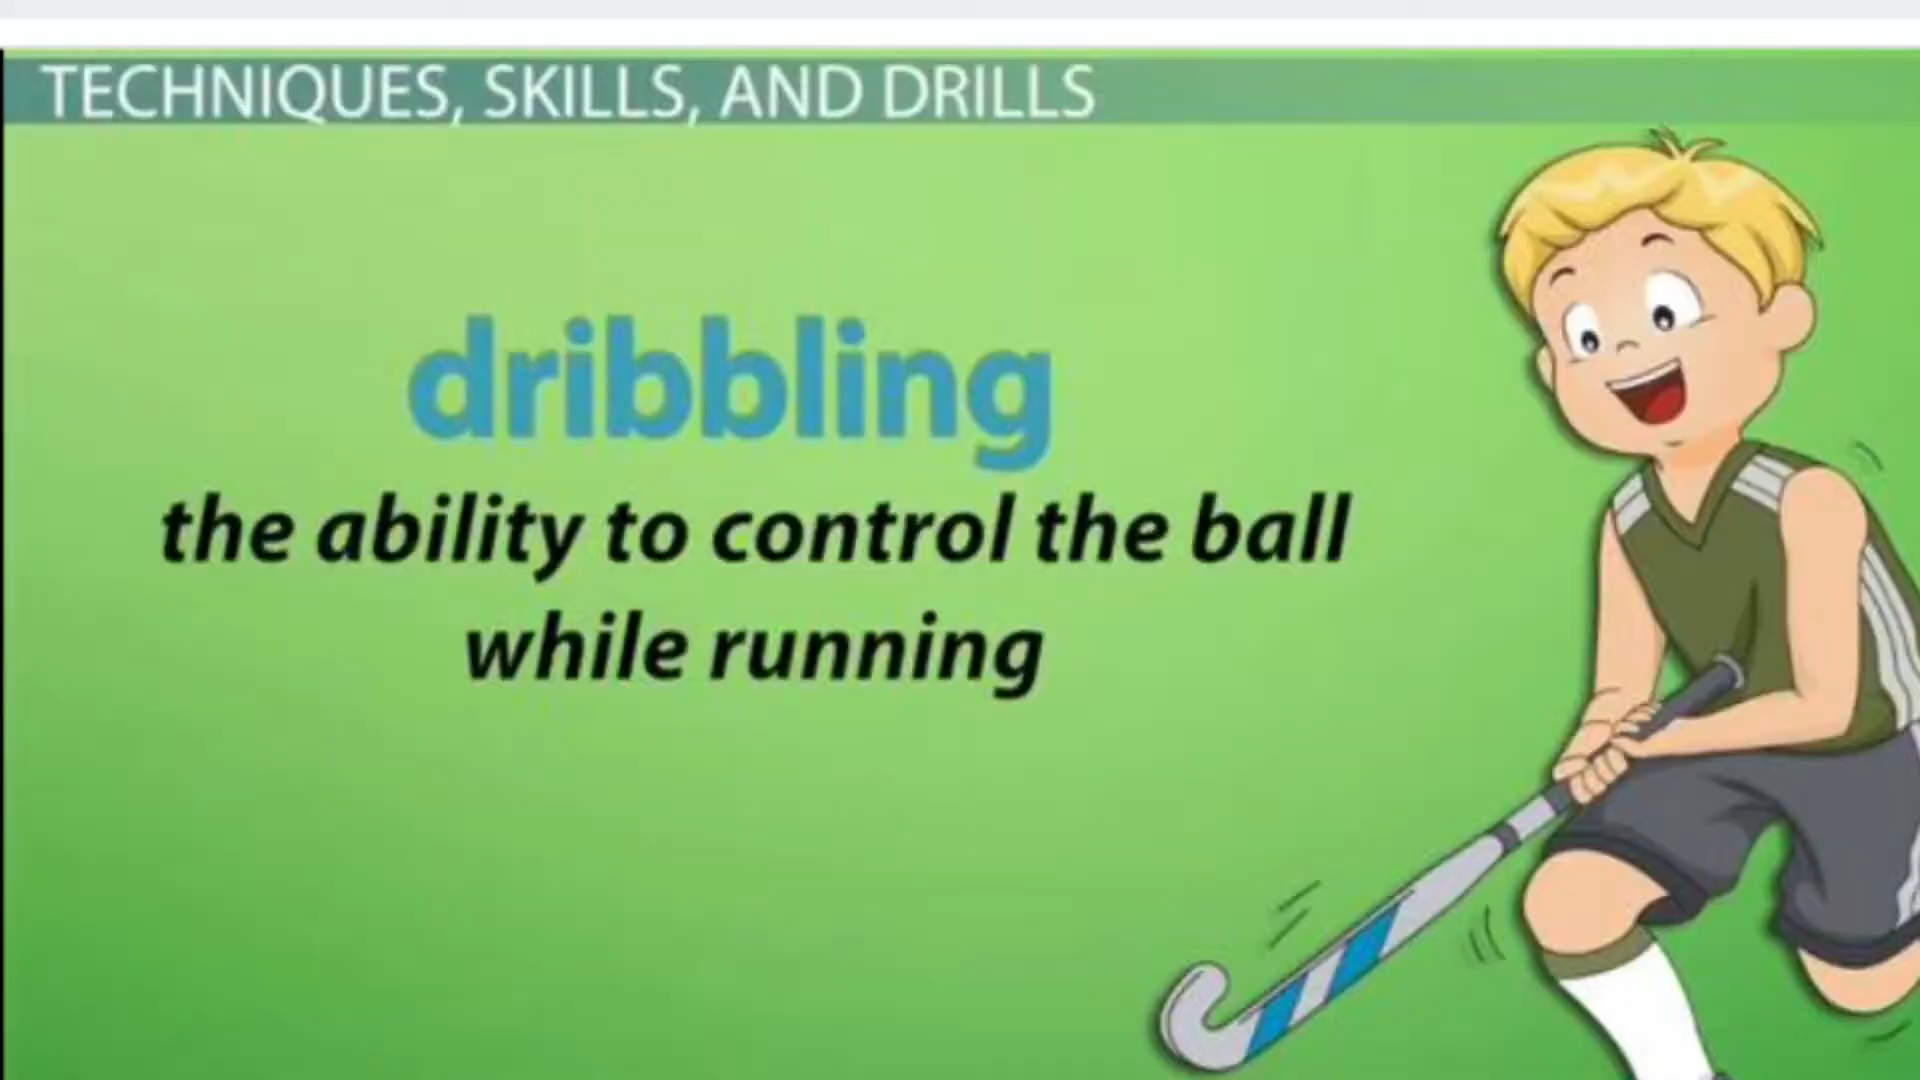 TECHNIQUES, SKILLS, AND DRILLS
dribbling
the ability to control the ball
while running